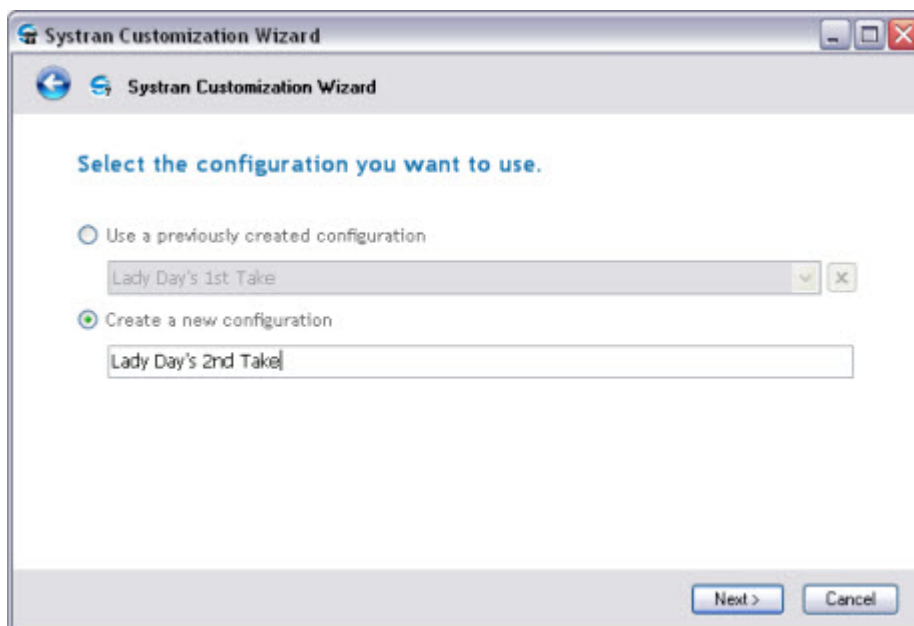 Systran Customization Wizard
Systran Customization Wizard
Select the configuration you want to use.
Use a previously created configuration
Lady Day's 1st Take
Create a new configuration
Lady Day's 2nd Take
Next >
Cancel